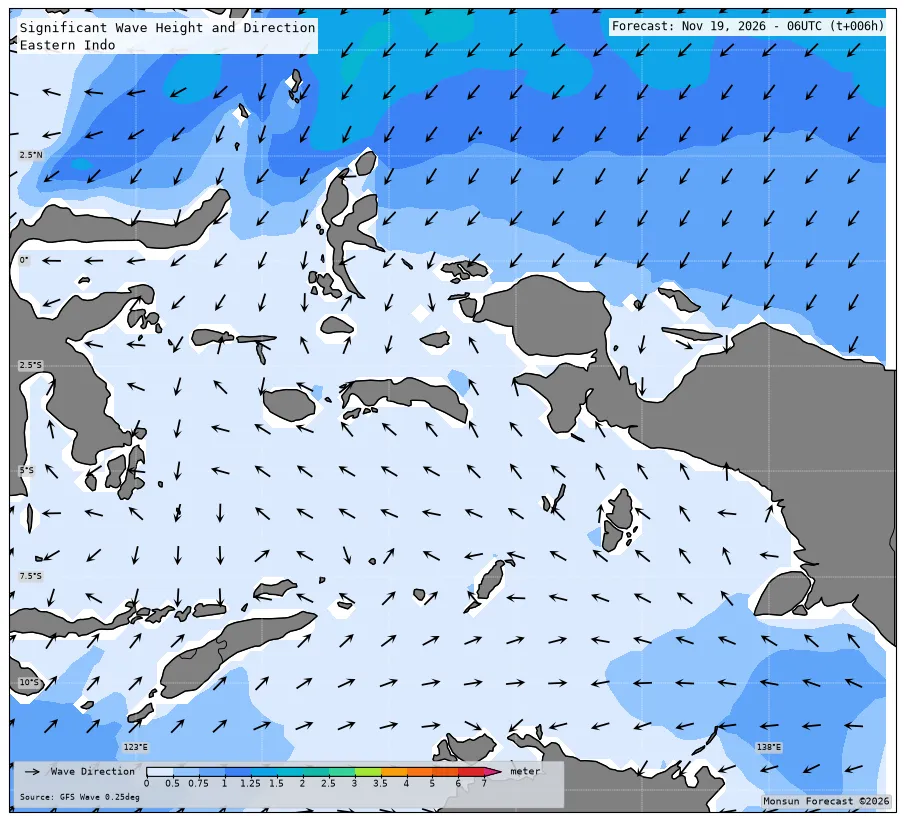 Significant Wave Height and Direction
Eastern Indo
Forecast: Nov 19, 2026 - 06UTC (t+006h)
2.5°N
0°
2.5°S
5°S
7.5°S
10°S
123°E
138°E
Wave Direction
meter
0 0.5 0.75 1 1.25 1.5 2 2.5 3 3.5 4 5 6 7
Source: GFS Wave 0.25deg
Monsun Forecast ©2026